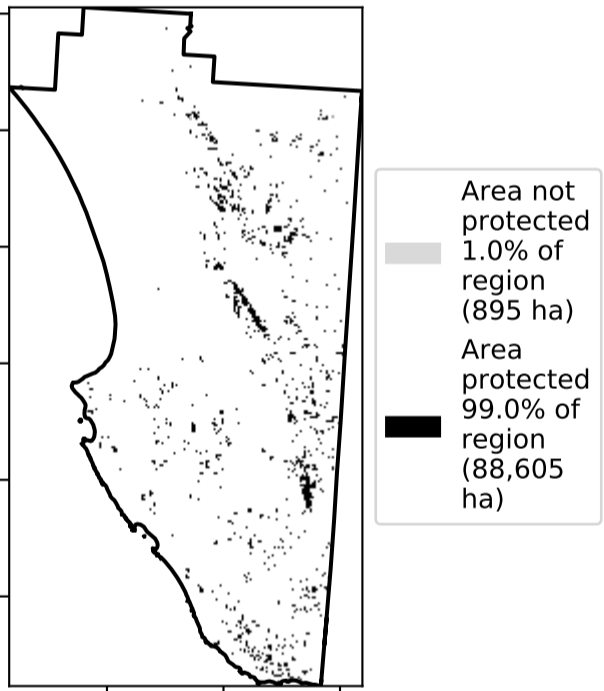 Area not
protected
1.0% of
region
(895 ha)
Area
protected
99.0% of
region
(88,605
ha)